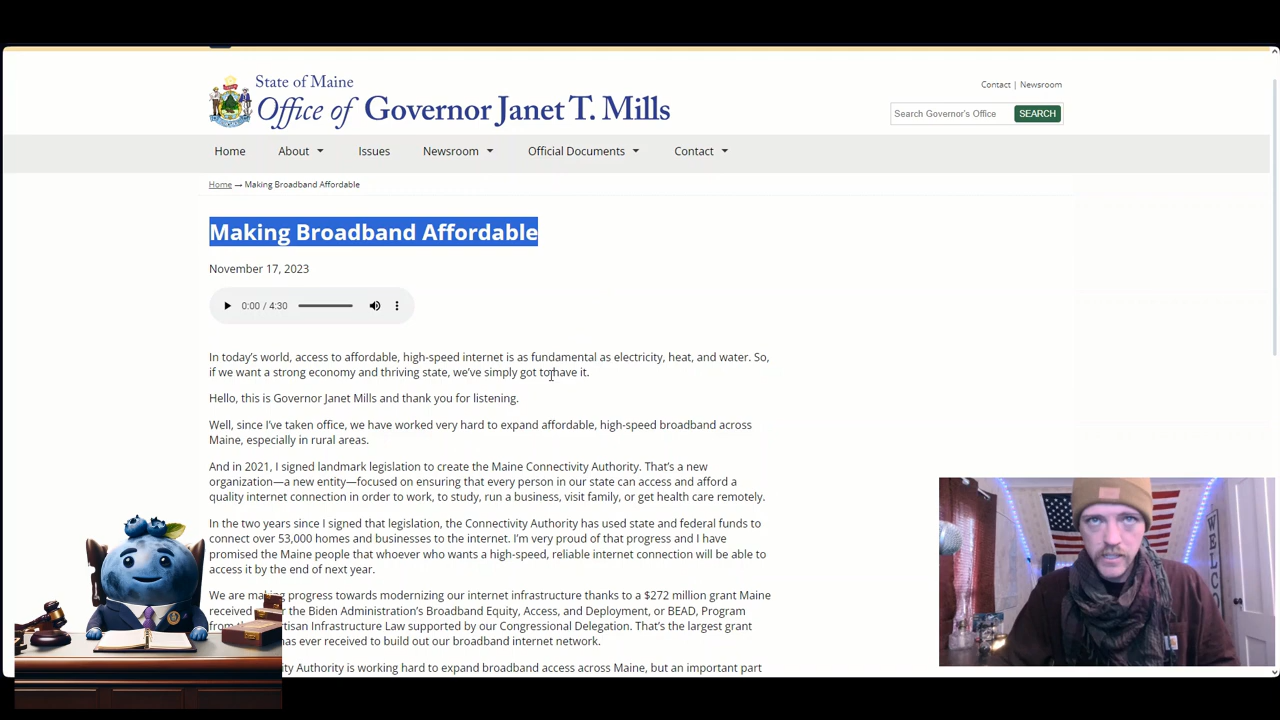 State of Maine
Office of Governor Janet T. Mills
Contact | Newsroom
Search Governor's Office
SEARCH
Home
About
Issues
Newsroom
Official Documents
Contact
Home → Making Broadband Affordable
Making Broadband Affordable
November 17, 2023
0:00 / 4:30
In today's world, access to affordable, high-speed internet is as fundamental as electricity, heat, and water. So,
if we want a strong economy and thriving state, we've simply got to have it.
Hello, this is Governor Janet Mills and thank you for listening.
Well, since I've taken office, we have worked very hard to expand affordable, high-speed broadband across
Maine, especially in rural areas.
And in 2021, I signed landmark legislation to create the Maine Connectivity Authority. That's a new
organization—a new entity—focused on ensuring that every person in our state can access and afford a
quality internet connection in order to work, to study, run a business, visit family, or get health care remotely.
In the two years since I signed that legislation, the Connectivity Authority has used state and federal funds to
connect over 53,000 homes and businesses to the internet. I'm very proud of that progress and I have
promised the Maine people that whoever who wants a high-speed, reliable internet connection will be able to
access it by the end of next year.
We are making progress towards modernizing our internet infrastructure thanks to a $272 million grant Maine
received the Biden Administration's Broadband Equity, Access, and Deployment, or BEAD, Program
Infrastructure Law supported by our Congressional Delegation. That's the largest grant
has ever received to build out our broadband internet network.
Authority is working hard to expand broadband access across Maine, but an important part